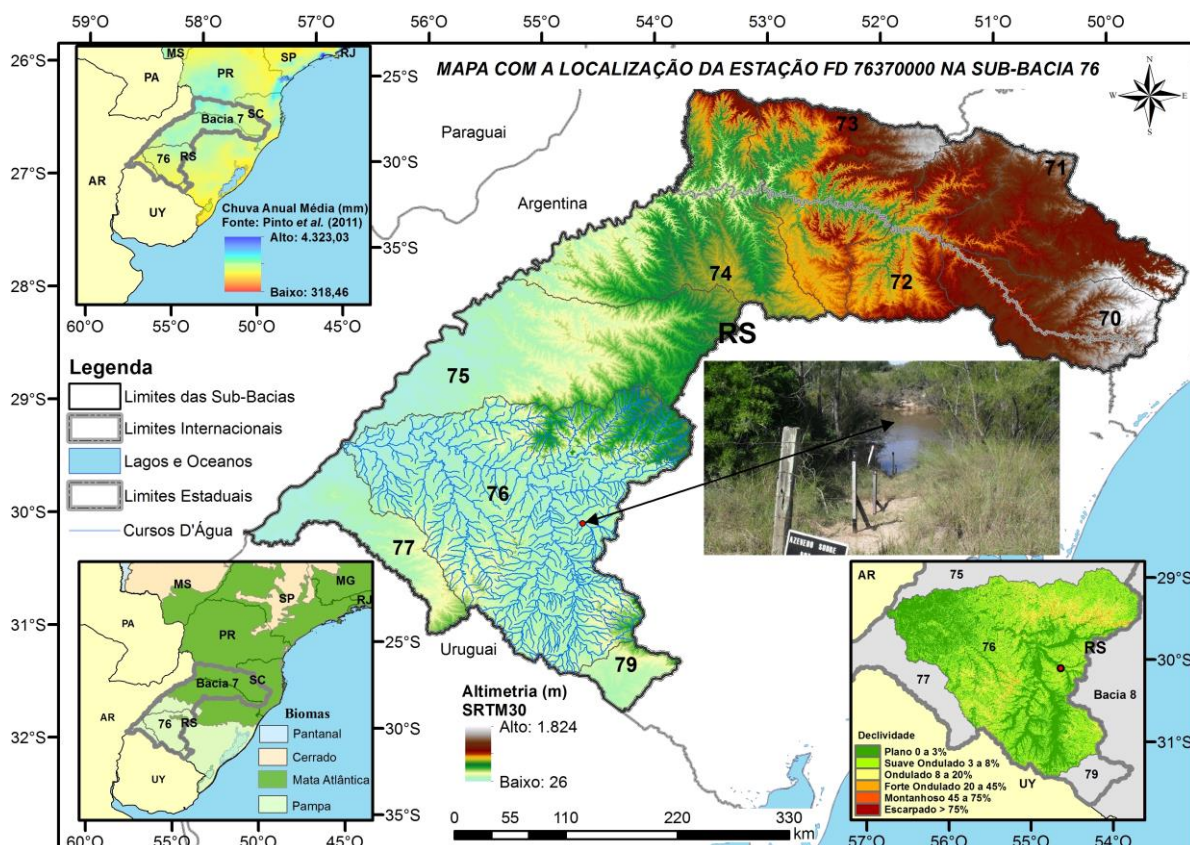 59°O 58°O 57°O 56°O 55°O 54°O 53°O 52°O 51°O 50°O
MAPA COM A LOCALIZAÇÃO DA ESTAÇÃO FD 76370000 NA SUB-BACIA 76
N
W
E
S
26°S
27°S
28°S
29°S
30°S
31°S
32°S
MS
SP
RJ
PA
PR
Bacia 7
SC
76
RS
AR
UY
Chuva Anual Média (mm)
Fonte: Pinto et al. (2011)
Alto: 4.323,03
Baixo: 318,46
25°S
30°S
35°S
60°O 55°O 50°O 45°O
Paraguai
Argentina
Uruguai
73
71
74
72
70
RS
75
76
77
79
Legenda
Limites das Sub-Bacias
Limites Internacionais
Lagos e Oceanos
Limites Estaduais
Cursos D'Água
MS
MG
SP
RJ
PA
PR
Bacia 7
SC
AR
76
RS
UY
Biomas
Pantanal
Cerrado
Mata Atlântica
Pampa
25°S
30°S
35°S
60°O 55°O 50°O 45°O
Altimetria (m)
SRTM30
Alto: 1.824
Baixo: 26
0 55 110 220 330
km
AR
75
76
RS
77
Bacia 8
79
UY
Declividade
Plano 0 a 3%
Suave Ondulado 3 a 8%
Ondulado 8 a 20%
Forte Ondulado 20 a 45%
Montanhoso 45 a 75%
Escarpado > 75%
29°S
30°S
31°S
57°O 56°O 55°O 54°O 53°O